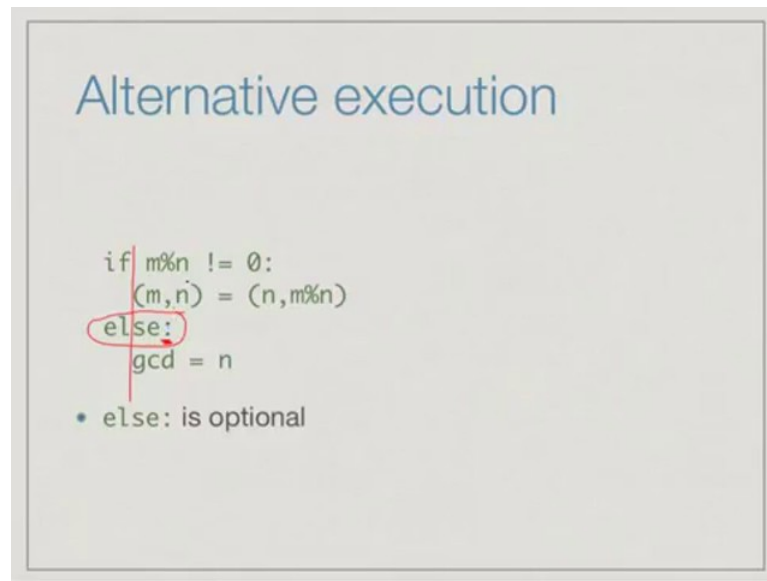 Alternative execution
if m%n != 0:
(m,n) = (n,m%n)
else:
gcd = n
• else: is optional